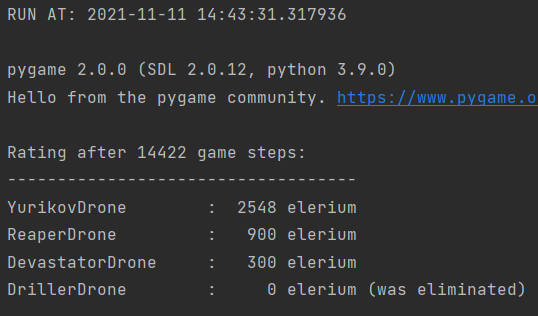 RUN AT: 2021-11-11 14:43:31.317936
pygame 2.0.0 (SDL 2.0.12, python 3.9.0)
Hello from the pygame community. https://www.pygame.o
Rating after 14422 game steps:
-----------------------------------
YurikovDrone        :  2548 elerium
ReaperDrone         :   900 elerium
DevastatorDrone     :   300 elerium
DrillerDrone        :     0 elerium (was eliminated)